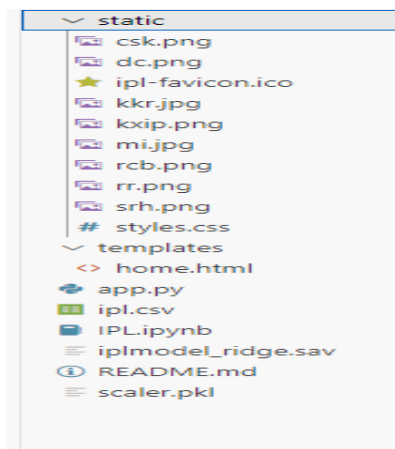 static
csk.png
dc.png
ipl-favicon.ico
kkr.jpg
kxip.png
mi.jpg
rcb.png
rr.png
srh.png
# styles.css
templates
<> home.html
app.py
ipl.csv
IPL.ipynb
iplmodel_ridge.sav
README.md
scaler.pkl